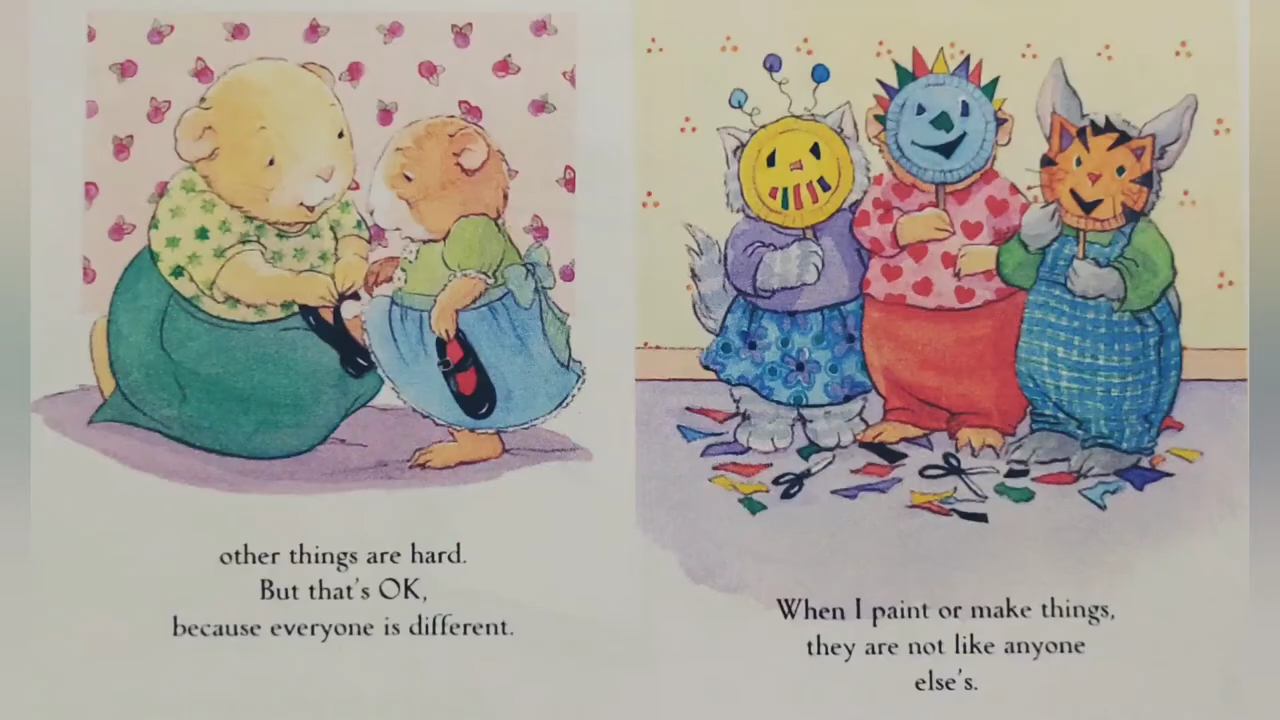 other things are hard.
But that's OK,
because everyone is different.
When I paint or make things,
they are not like anyone
else's.